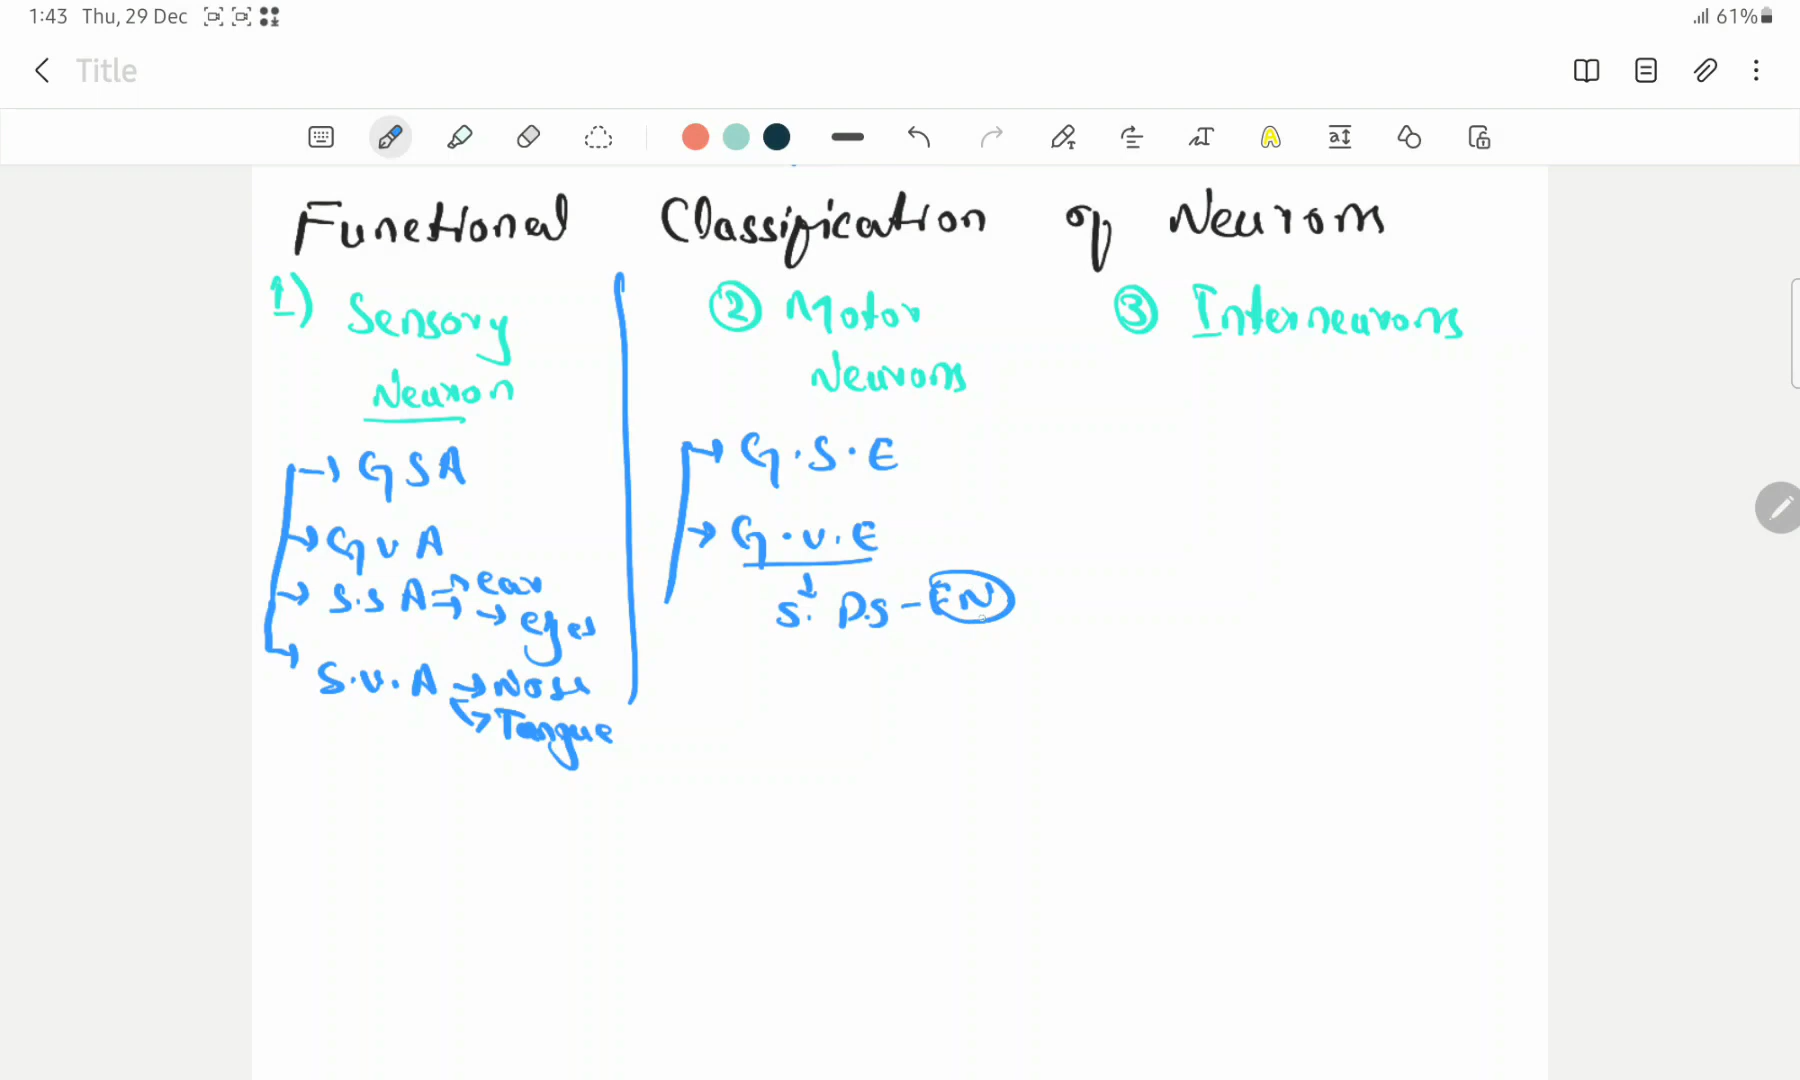 1:43 Thu, 29 Dec
61%
Title
Functional Classification of Neurons
1) Sensory
Neuron
→ G S A
→ G V A
→ S.S A → ear
→ eyes
S.V.A → Nose
→ Tongue
② Motor
Neurons
→ G.S.E
→ G.V.E
↓
S. P.S - EN
③ Interneurons